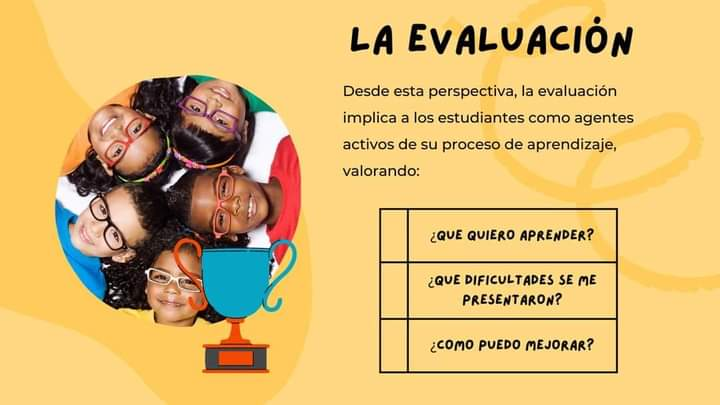 LA EVALUACIÓN
Desde esta perspectiva, la evaluación
implica a los estudiantes como agentes
activos de su proceso de aprendizaje,
valorando:
¿QUE QUIERO APRENDER?
¿QUE DIFICULTADES SE ME
PRESENTARON?
¿COMO PUEDO MEJORAR?